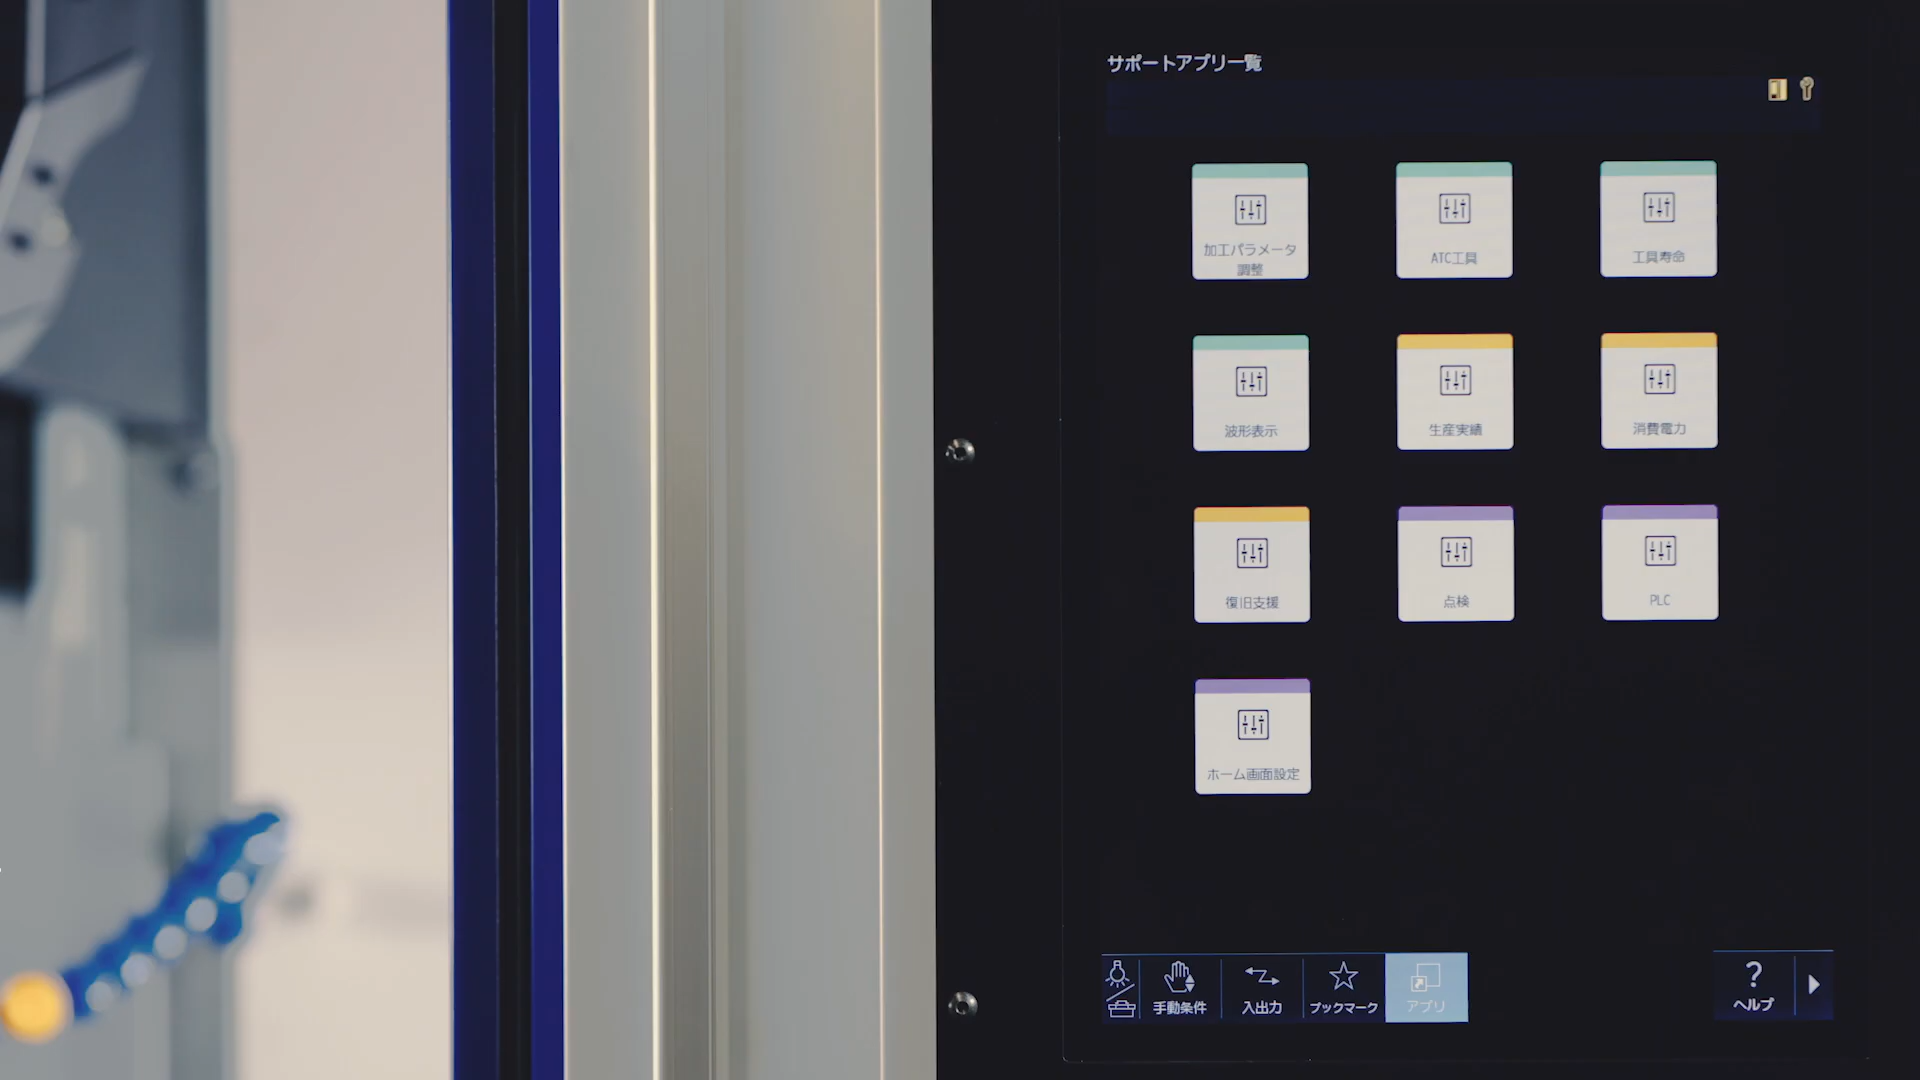 サポートアプリ一覧
加工パラメータ
調整
ATC工具
工具寿命
波形表示
生産実績
消費電力
復旧支援
点検
PLC
ホーム画面設定
手動条件
入出力
ブックマーク
アプリ
?
ヘルプ